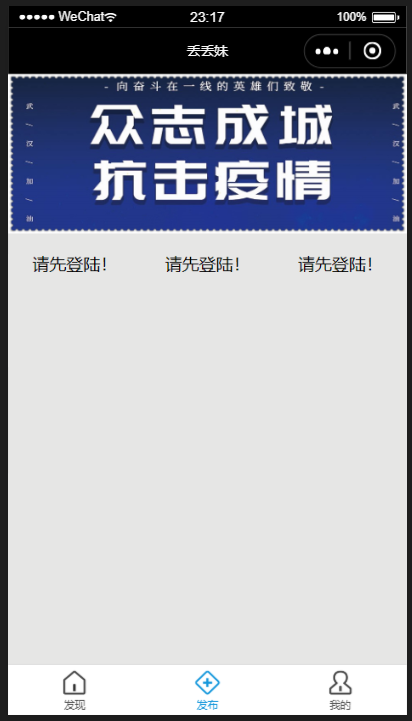 ●●●●● WeChat 23:17 100%
丢丢妹
- 向奋斗在一线的英雄们致敬 -
众志成城
抗击疫情
武/汉/加/油
武/汉/加/油
请先登陆! 请先登陆! 请先登陆!
发现 发布 我的